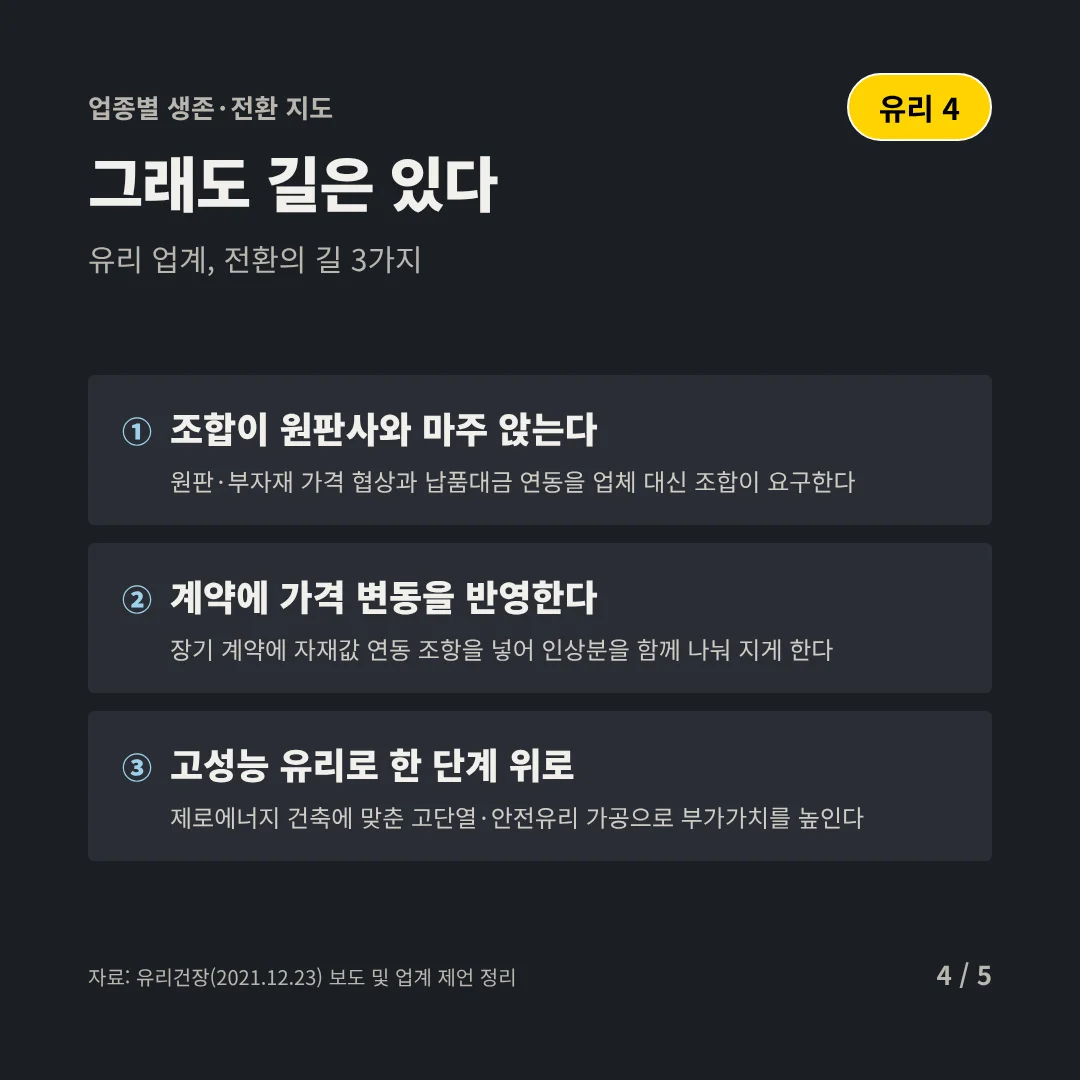 업종별 생존·전환 지도
유리 4
그래도 길은 있다
유리 업계, 전환의 길 3가지
① 조합이 원판사와 마주 앉는다
원판·부자재 가격 협상과 납품대금 연동을 업체 대신 조합이 요구한다
② 계약에 가격 변동을 반영한다
장기 계약에 자재값 연동 조항을 넣어 인상분을 함께 나눠 지게 한다
③ 고성능 유리로 한 단계 위로
제로에너지 건축에 맞춘 고단열·안전유리 가공으로 부가가치를 높인다
자료: 유리건장(2021.12.23) 보도 및 업계 제언 정리
4 / 5